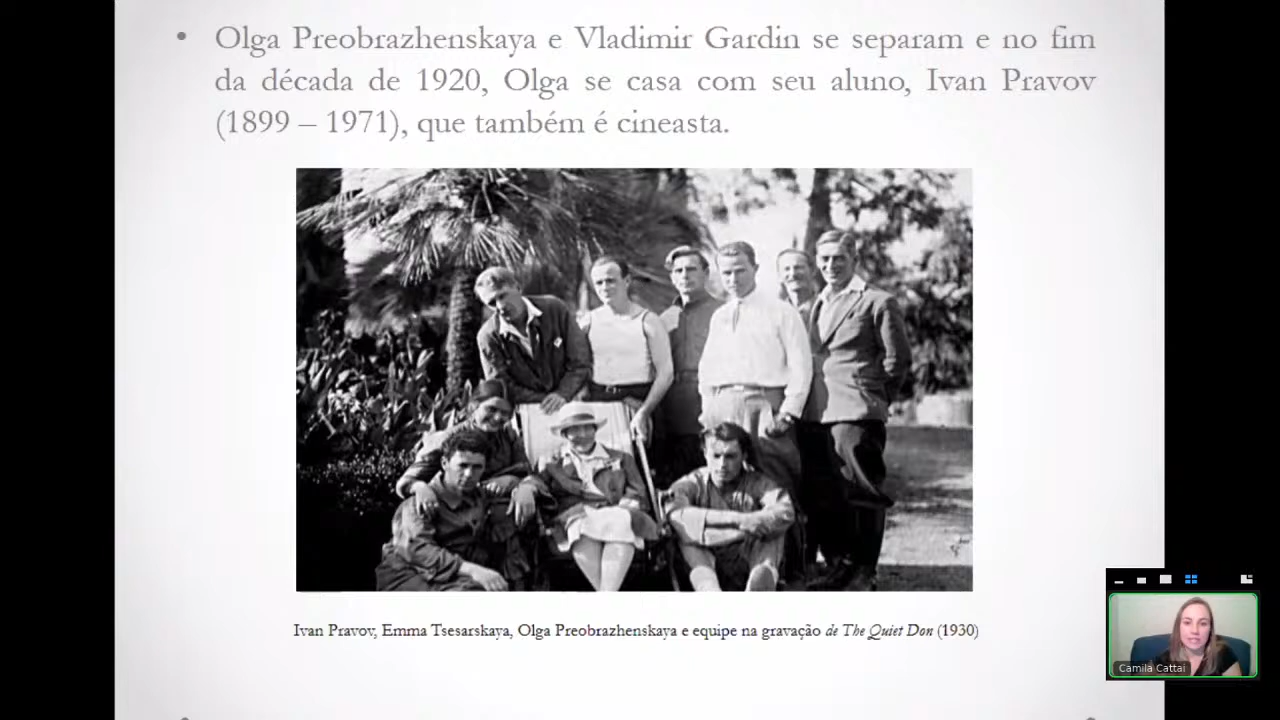 • Olga Preobrazhenskaya e Vladimir Gardin se separam e no fim
da década de 1920, Olga se casa com seu aluno, Ivan Pravov
(1899 – 1971), que também é cineasta.
Ivan Pravov, Emma Tsesarskaya, Olga Preobrazhenskaya e equipe na gravação de The Quiet Don (1930)
Camila Cattai